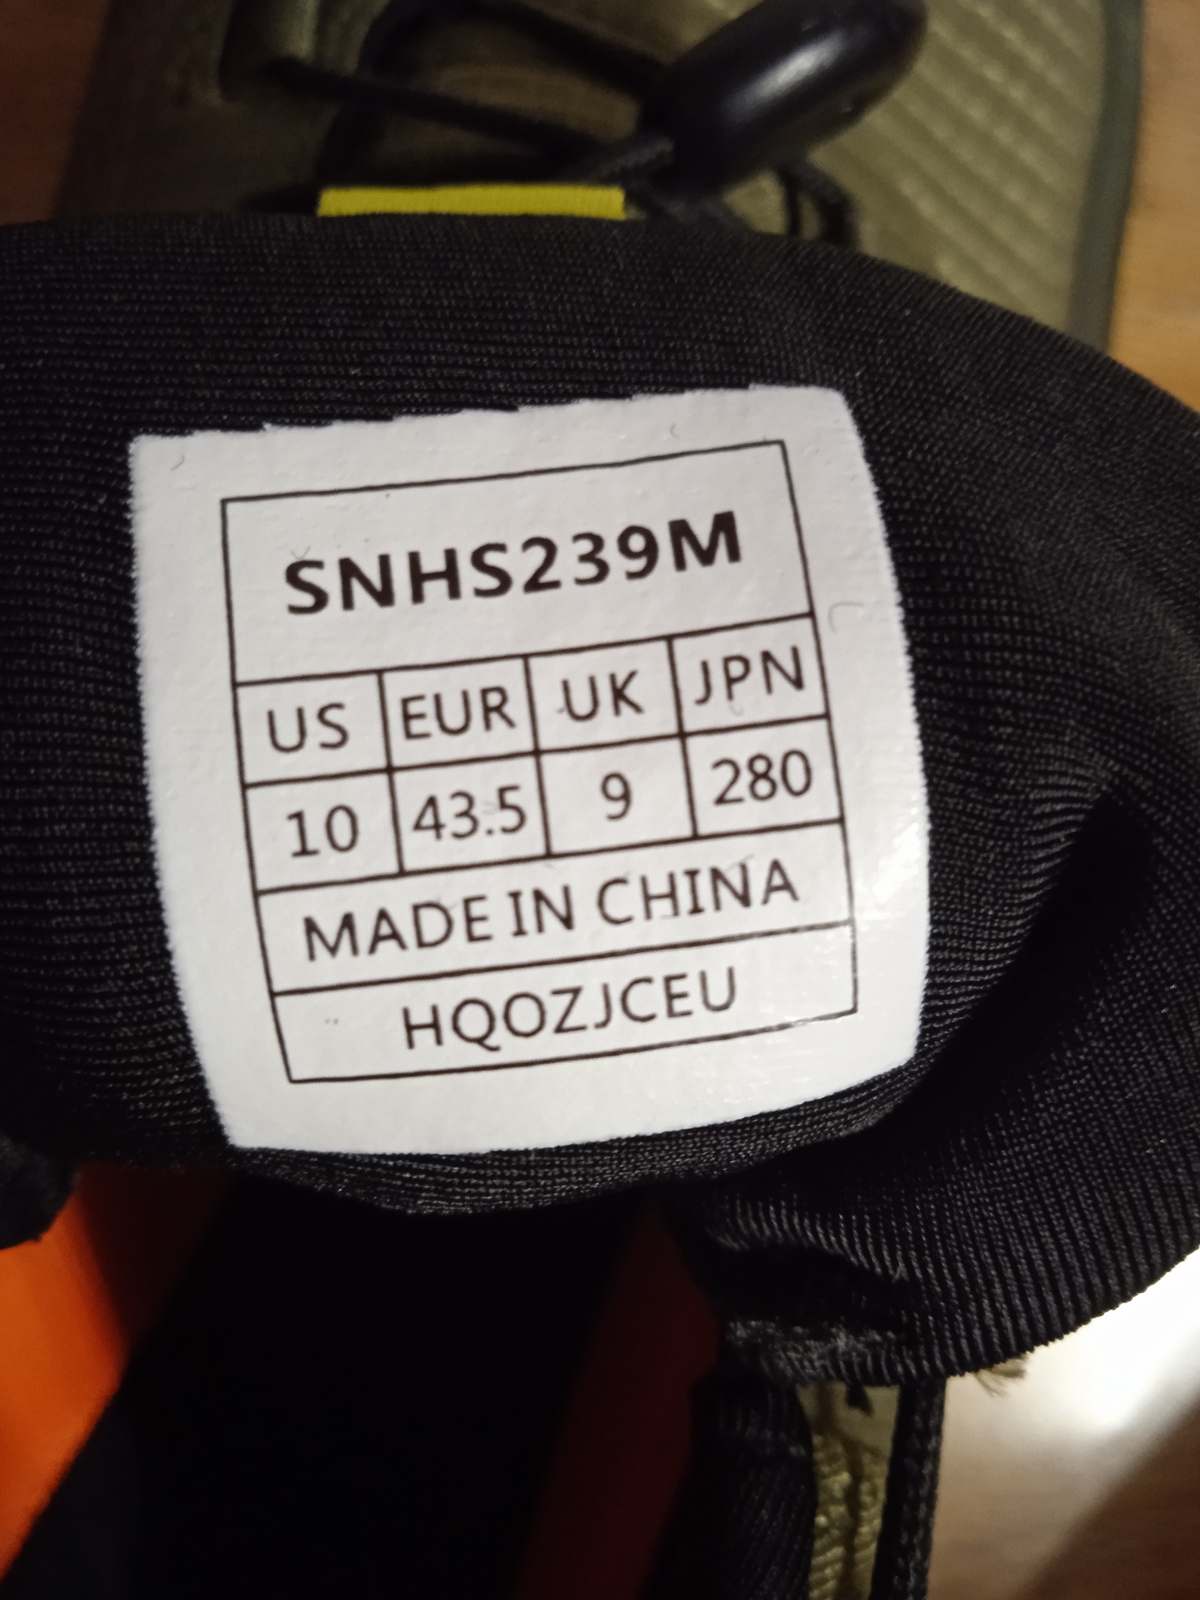 SNHS239M
US EUR UK JPN
10 43.5 9 280
MADE IN CHINA
HQOZJCEU